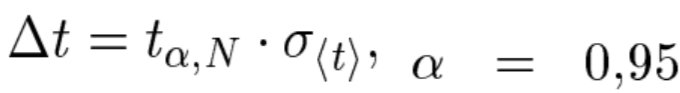 Δt = t_{α,N} · σ_{⟨t⟩}, α = 0,95